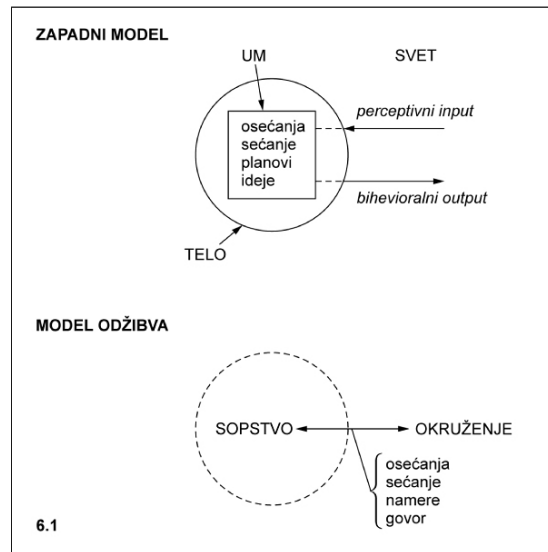 ZAPADNI MODEL
UM
SVET
osećanja
sećanje
planovi
ideje
perceptivni input
bihevioralni output
TELO
MODEL ODŽIBVA
SOPSTVO
OKRUŽENJE
osećanja
sećanje
namere
govor
6.1